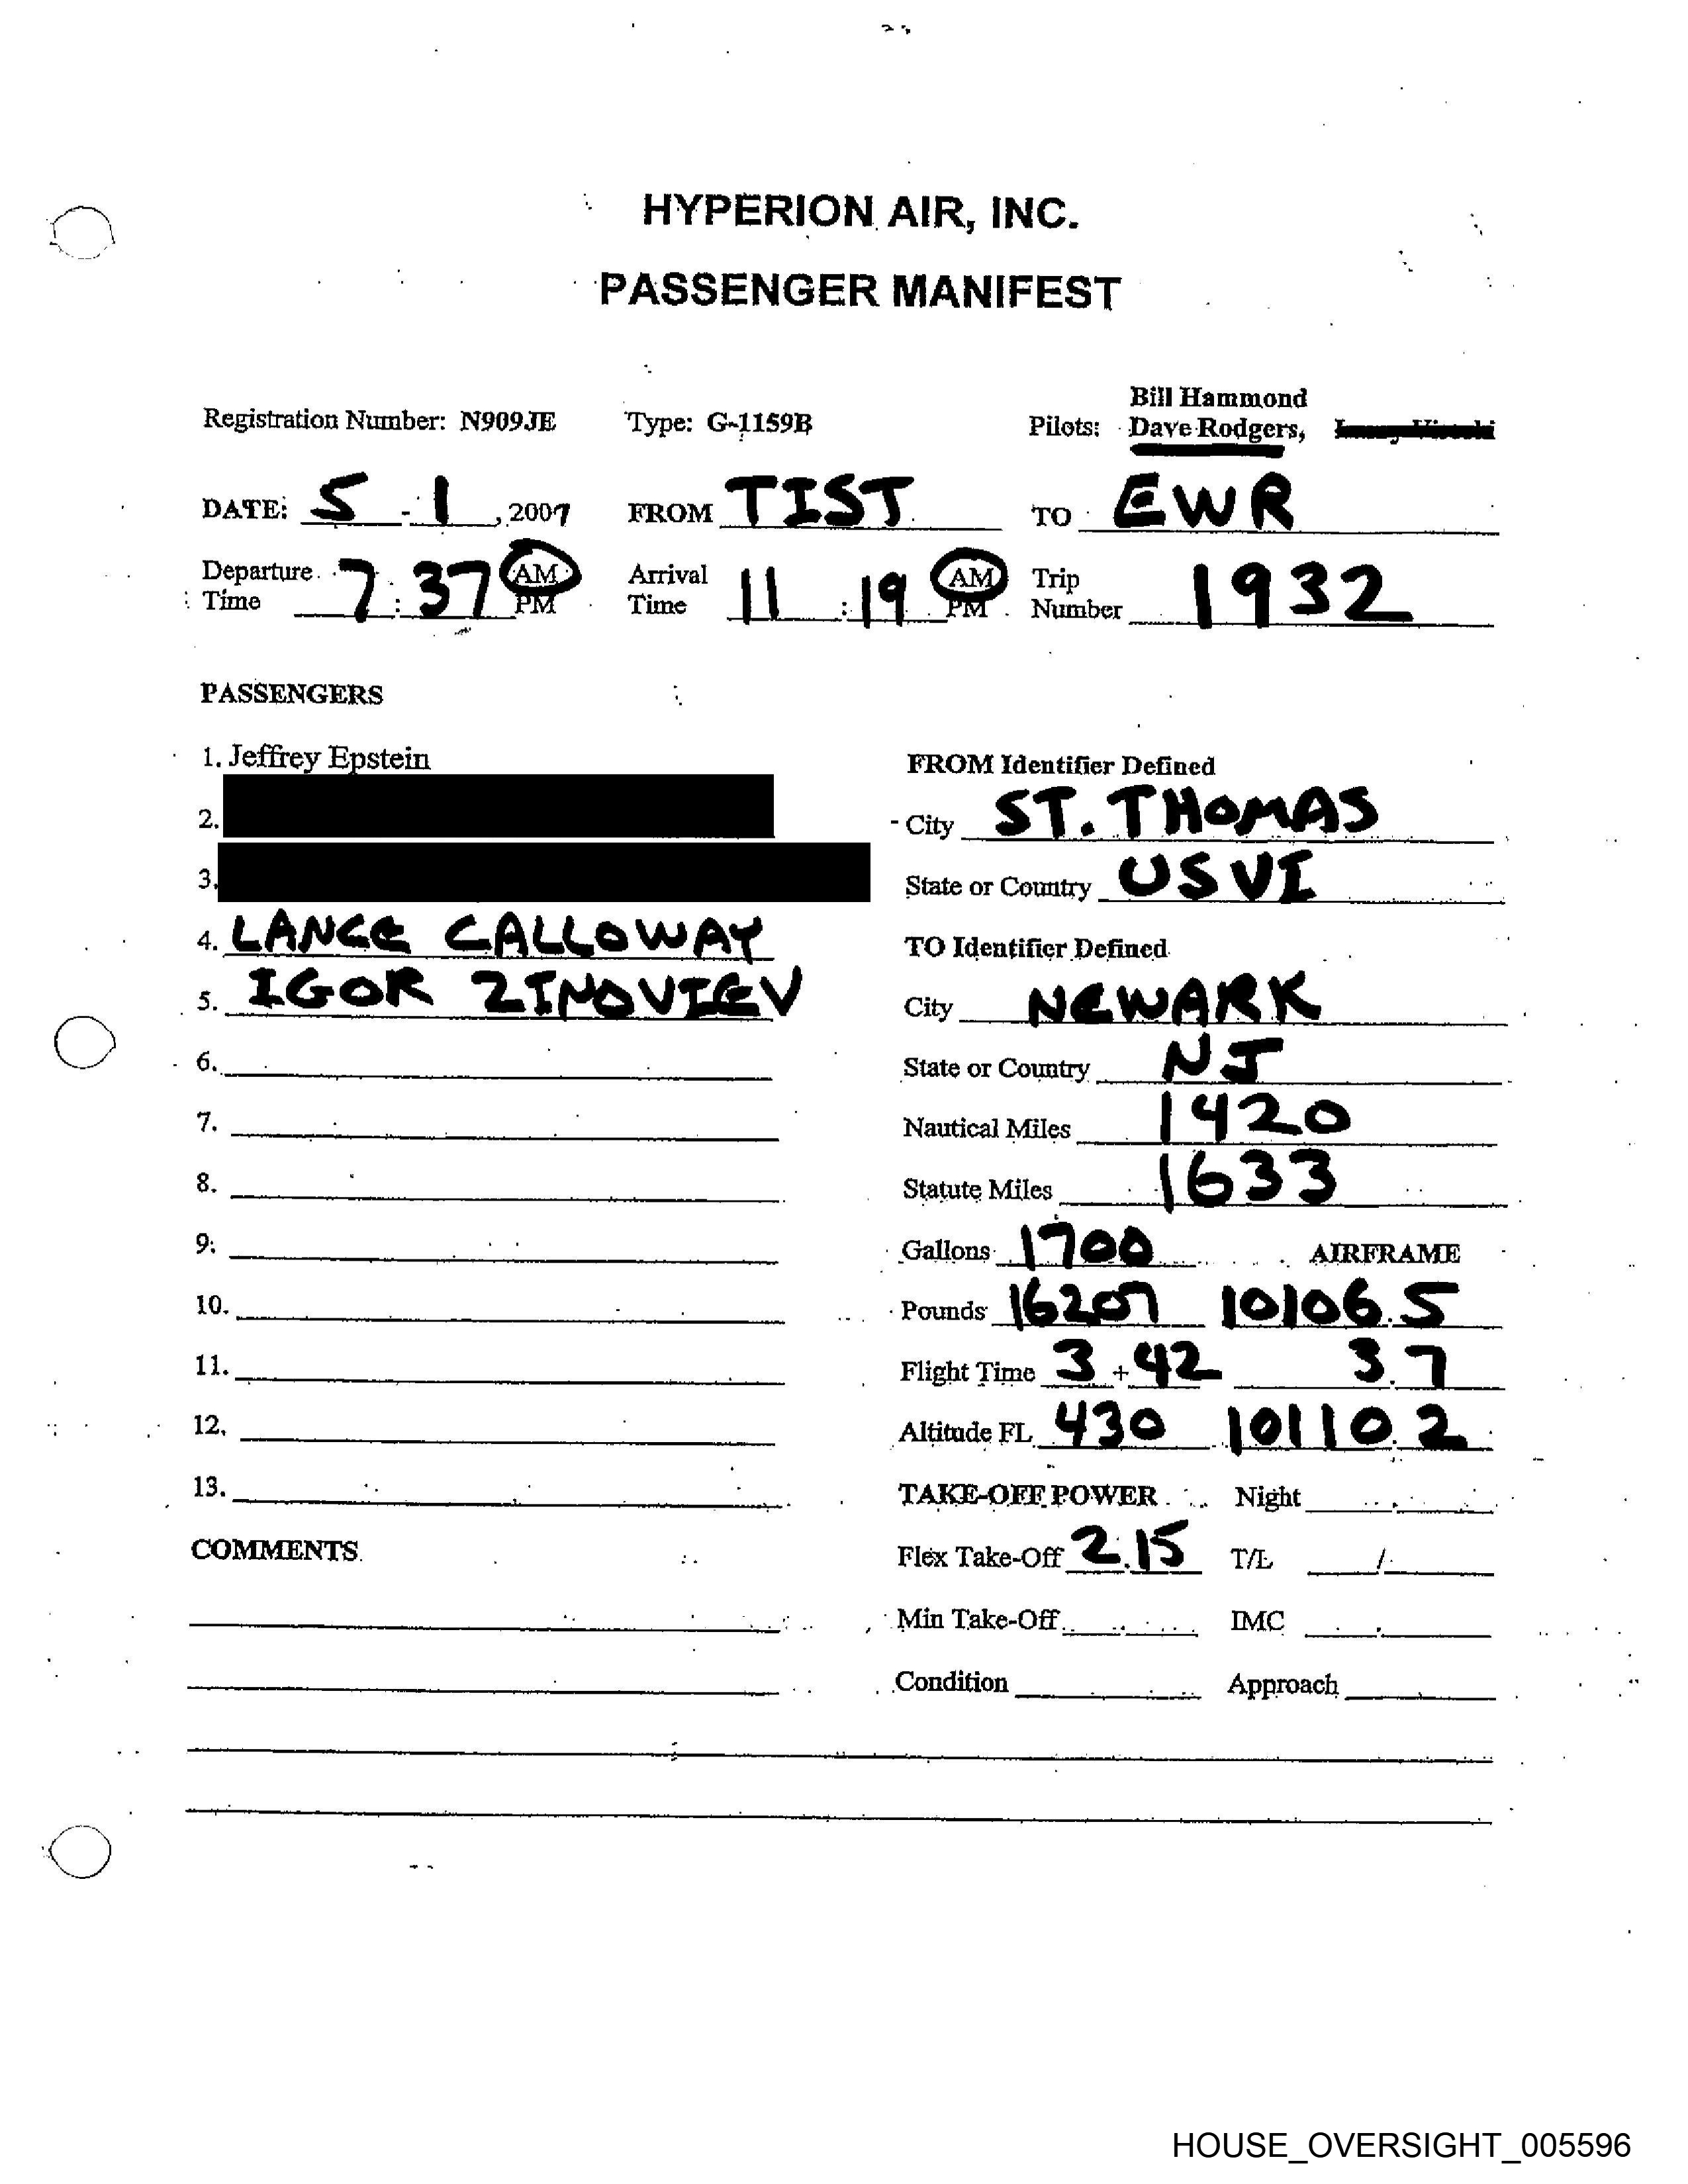 HYPERION AIR, INC.
PASSENGER MANIFEST
Bill Hammond
Registration Number: N909JE Type: G-1159B Pilots: Dave Rodgers,
DATE: 5 - 1, 2007 FROM TIST TO EWR
Departure Time 7:37 AM PM Arrival Time 11:19 AM PM Trip Number 1932
PASSENGERS
1. Jeffrey Epstein
2.
3.
4. LANCE CALLOWAY
5. IGOR ZINOVIEV
6.
7.
8.
9.
10.
11.
12.
13.
COMMENTS
FROM Identifier Defined
City ST. THOMAS
State or Country USVI
TO Identifier Defined
City NEWARK
State or Country NJ
Nautical Miles 1420
Statute Miles 1633
Gallons 1700 AIRFRAME
Pounds 16207 10106.5
Flight Time 3 + 42 3.7
Altitude FL 430 10110.2
TAKE-OFF POWER Night
Flex Take-Off 2.15 T/L /
Min Take-Off IMC
Condition Approach
HOUSE_OVERSIGHT_005596